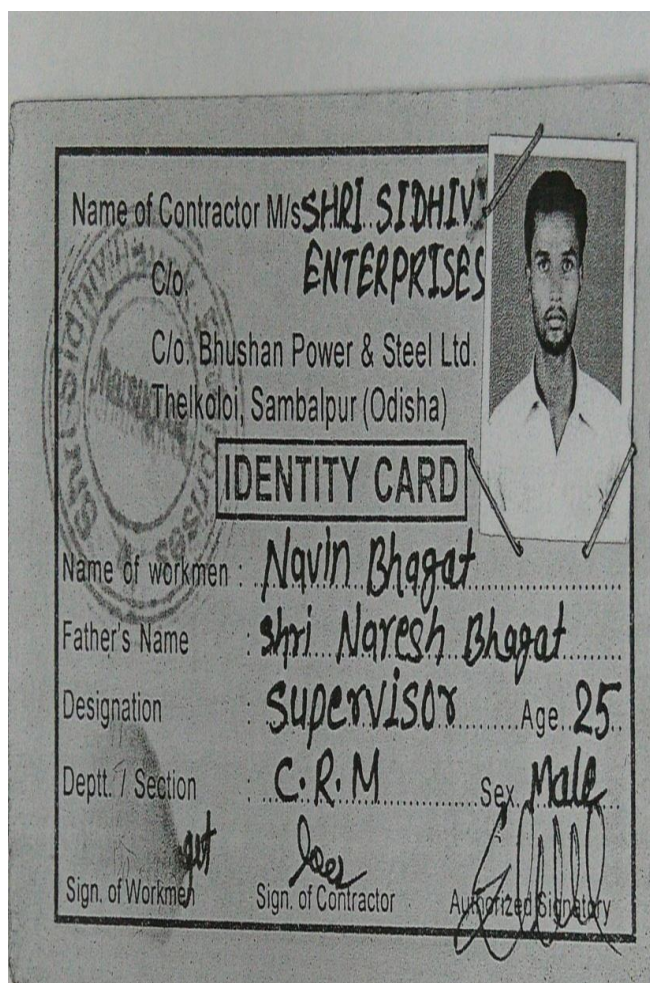 Name of Contractor M/s SHRI SIDHIVI
ENTERPRISES
C/o.
C/o. Bhushan Power & Steel Ltd.
Thelkoloi, Sambalpur (Odisha)
IDENTITY CARD
Name of workmen : Navin Bhagat
Father's Name : Shri Naresh Bhagat
Designation : Supervisor Age 25
Deptt. / Section : C.R.M Sex Male
Sign. of Workmen Sign. of Contractor Authorized Signatory